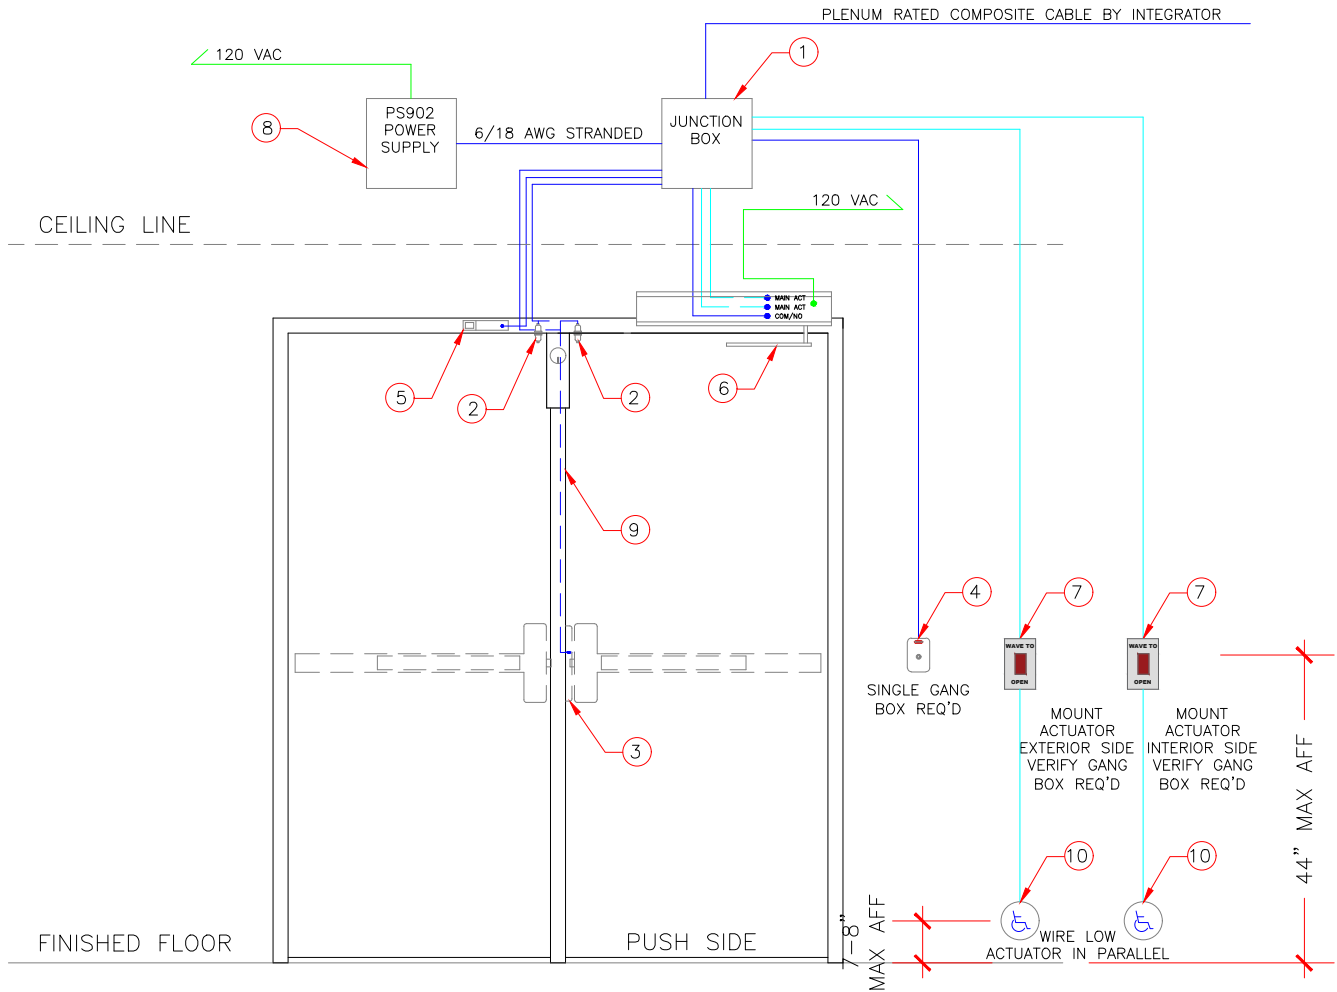 PLENUM RATED COMPOSITE CABLE BY INTEGRATOR
120 VAC
1
PS902
POWER
SUPPLY
8
6/18 AWG STRANDED
JUNCTION
BOX
120 VAC
CEILING LINE
MAIN ACT
MAIN ACT
COM/NO
5
2
2
6
9
4
7
7
WAVE TO
OPEN
WAVE TO
OPEN
SINGLE GANG
BOX REQ'D
MOUNT
ACTUATOR
EXTERIOR SIDE
VERIFY GANG
BOX REQ'D
MOUNT
ACTUATOR
INTERIOR SIDE
VERIFY GANG
BOX REQ'D
3
44" MAX AFF
10
10
7-8"
MAX AFF
WIRE LOW
ACTUATOR IN PARALLEL
FINISHED FLOOR
PUSH SIDE